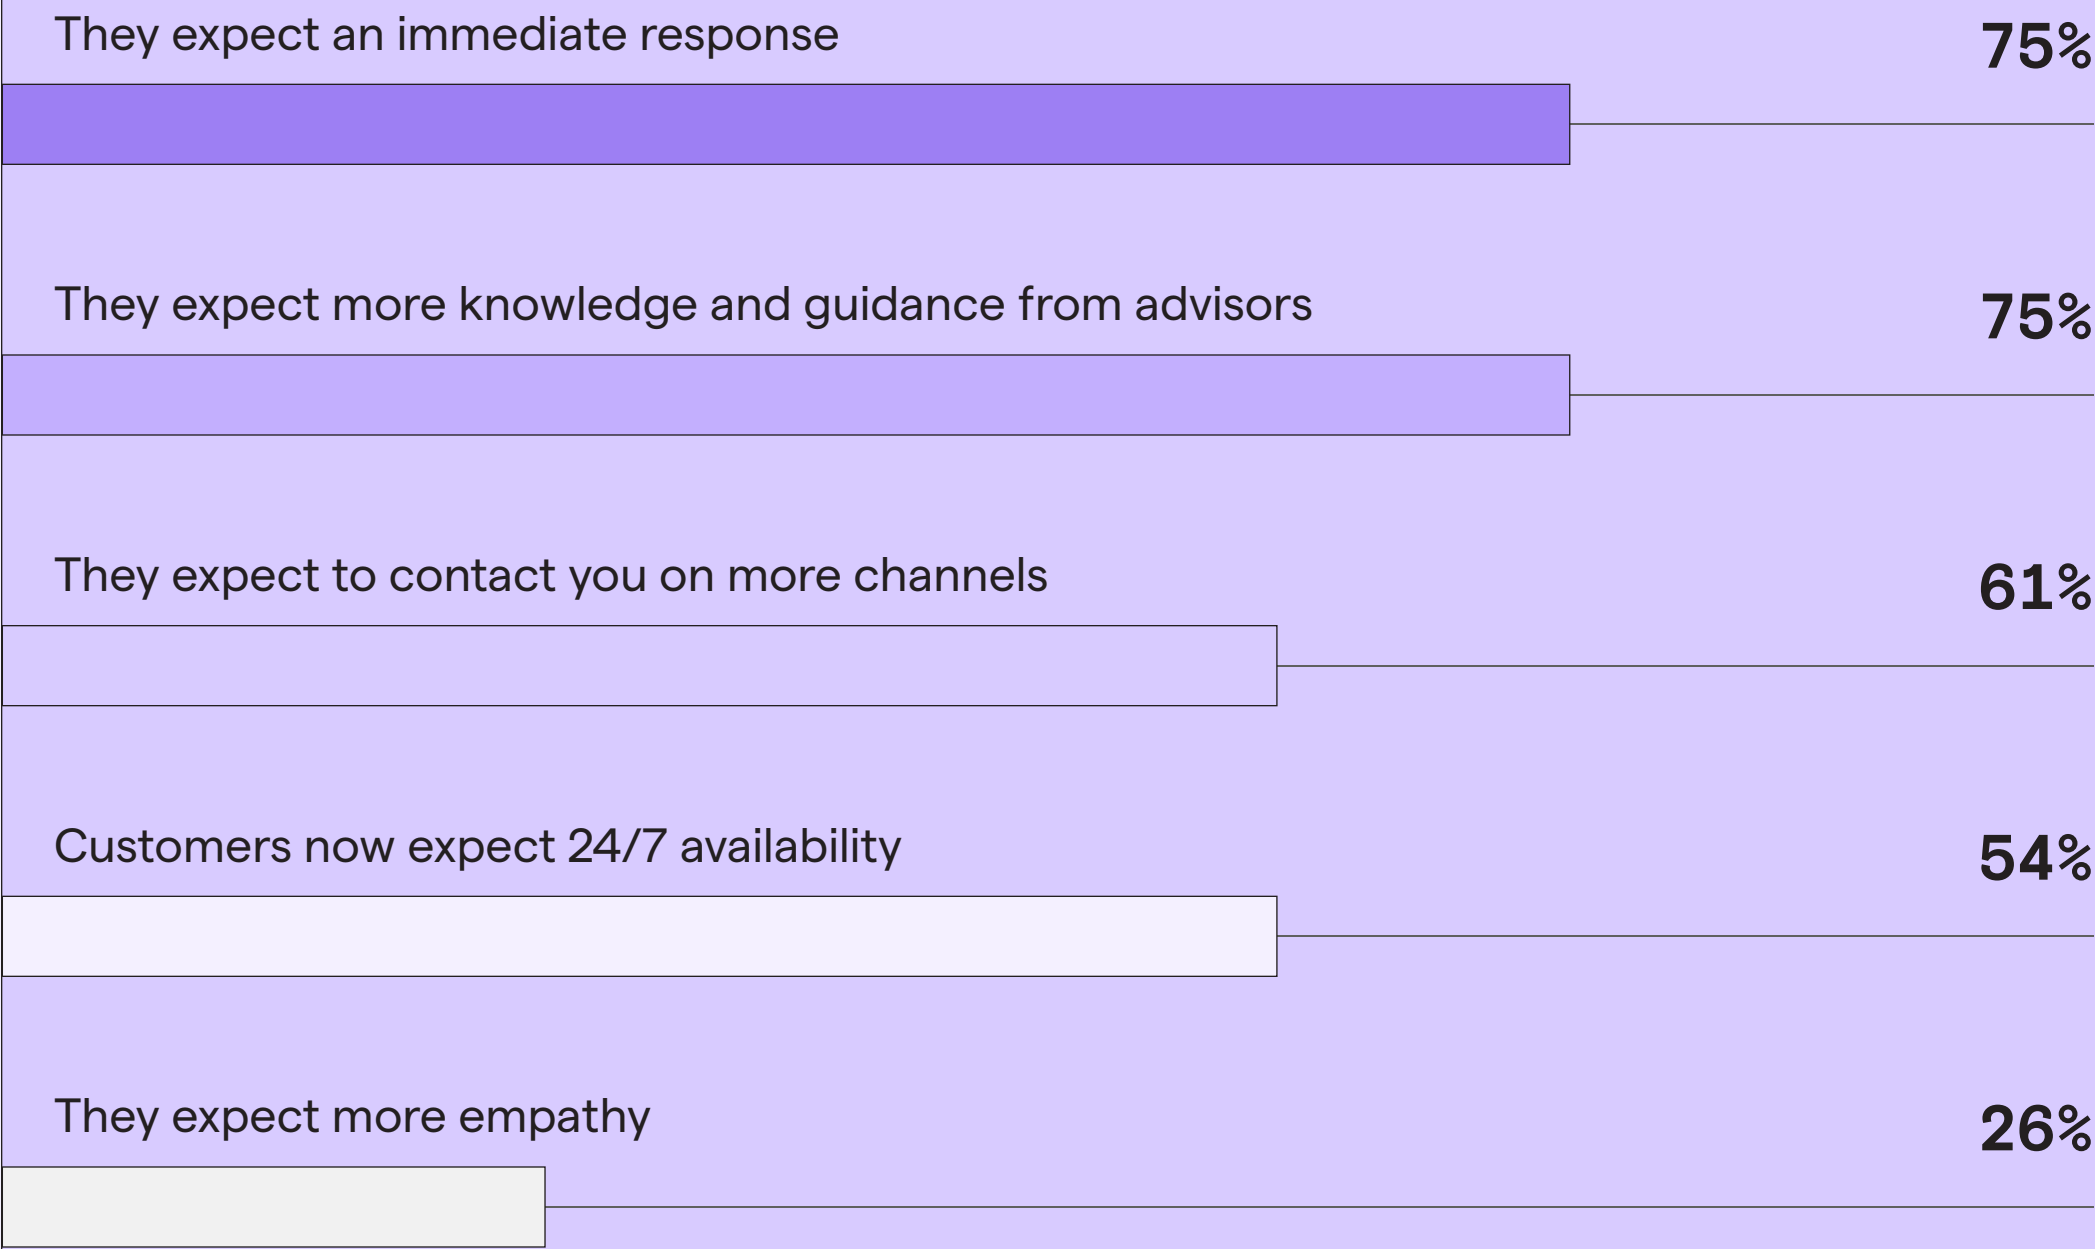 They expect an immediate response 75%
They expect more knowledge and guidance from advisors 75%
They expect to contact you on more channels 61%
Customers now expect 24/7 availability 54%
They expect more empathy 26%